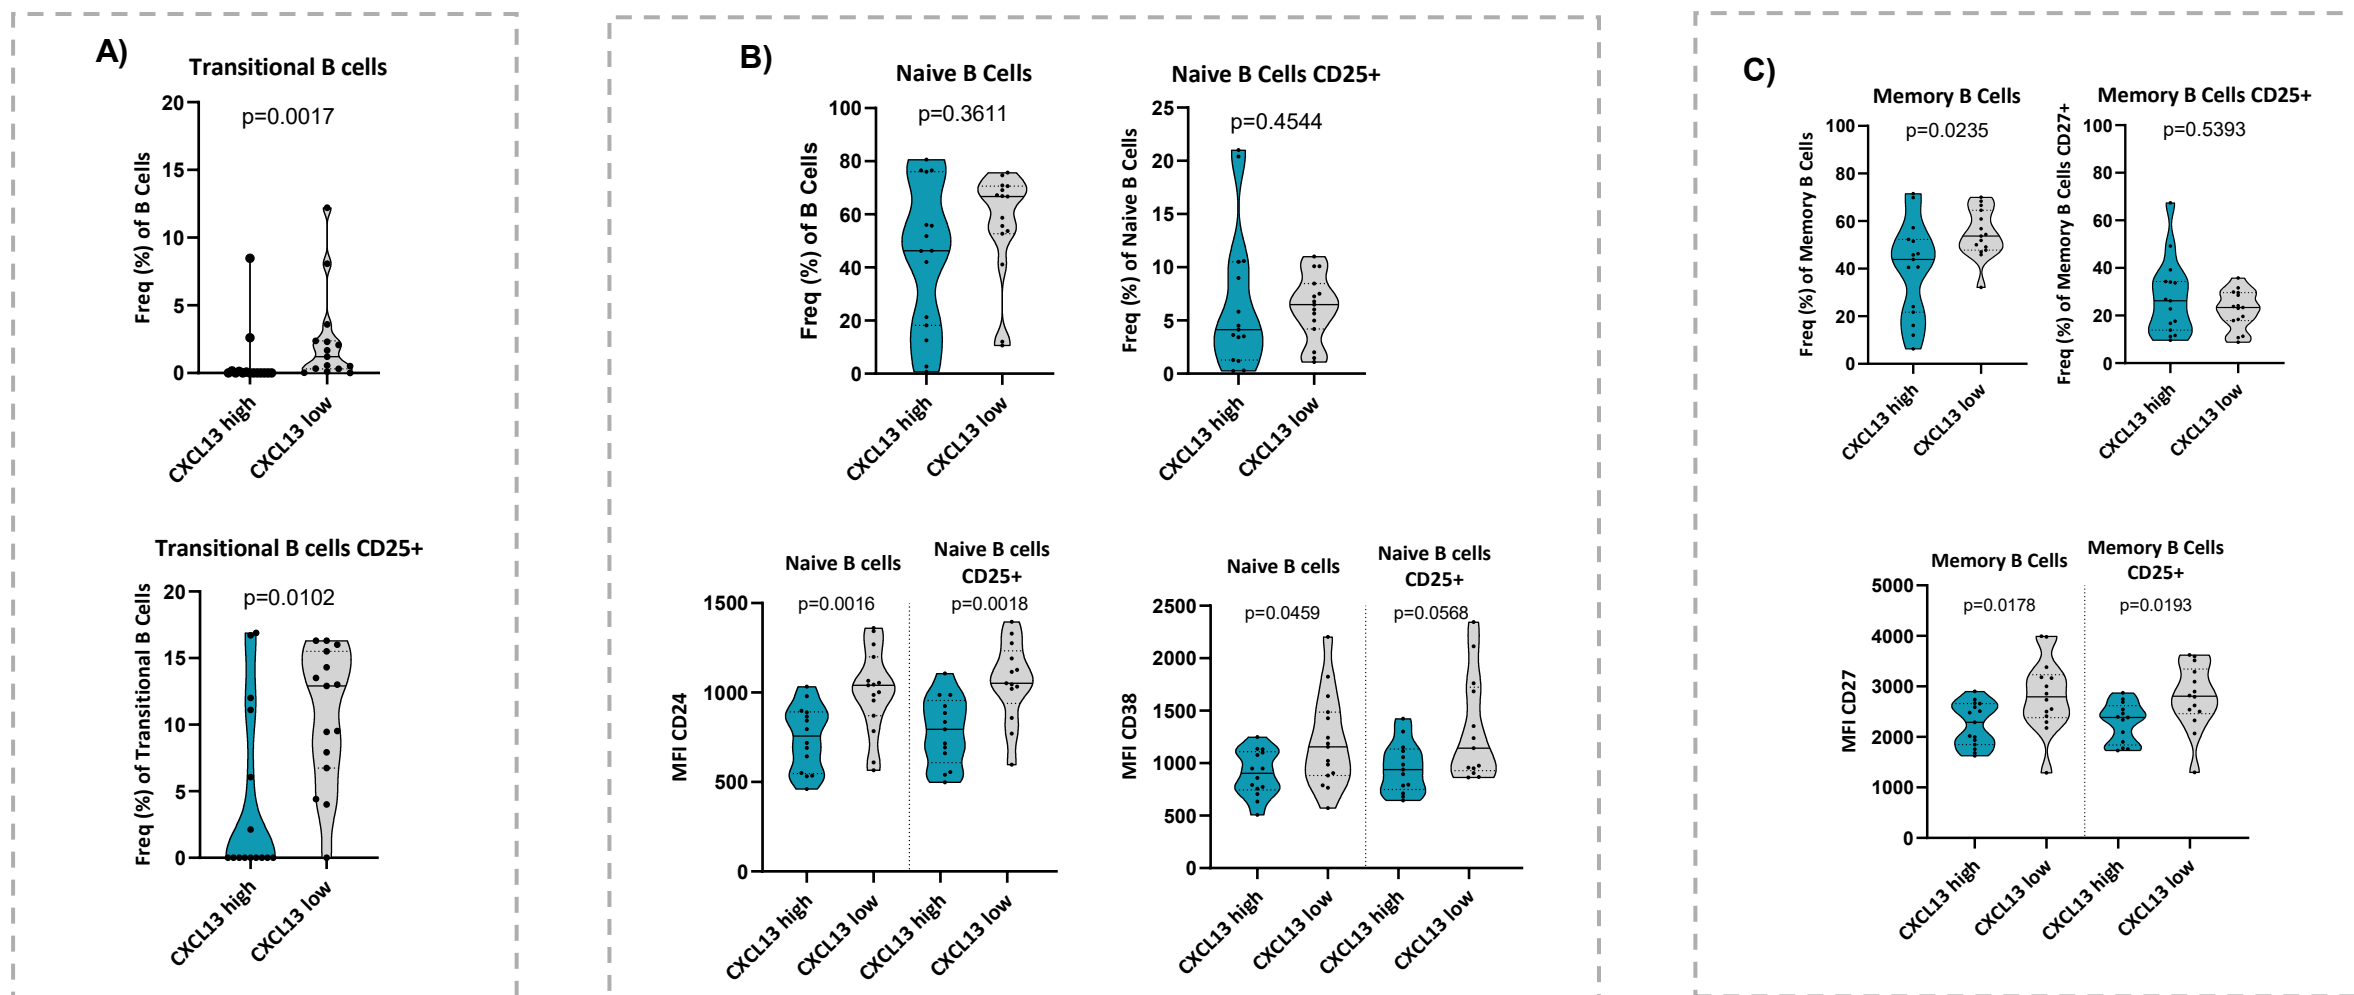 A)
Transitional B cells
p=0.0017
Freq (%) of B Cells
20
15
10
5
0
CXCL13 high
CXCL13 low
Transitional B cells CD25+
p=0.0102
Freq (%) of Transitional B Cells
20
15
10
5
0
CXCL13 high
CXCL13 low
B)
Naive B Cells
p=0.3611
Freq (%) of B Cells
100
80
60
40
20
0
CXCL13 high
CXCL13 low
Naive B Cells CD25+
p=0.4544
Freq (%) of Naive B Cells
25
20
15
10
5
0
CXCL13 high
CXCL13 low
Naive B cells
Naive B cells
CD25+
p=0.0016
p=0.0018
MFI CD24
1500
1000
500
0
CXCL13 high
CXCL13 low
CXCL13 high
CXCL13 low
Naive B cells
Naive B cells
CD25+
p=0.0459
p=0.0568
MFI CD38
2500
2000
1500
1000
500
0
CXCL13 high
CXCL13 low
CXCL13 high
CXCL13 low
C)
Memory B Cells
p=0.0235
Freq (%) of Memory B Cells
100
80
60
40
20
0
CXCL13 high
CXCL13 low
Memory B Cells CD25+
p=0.5393
Freq (%) of Memory B Cells CD27+
100
80
60
40
20
0
CXCL13 high
CXCL13 low
Memory B Cells
Memory B Cells
CD25+
p=0.0178
p=0.0193
MFI CD27
5000
4000
3000
2000
1000
0
CXCL13 high
CXCL13 low
CXCL13 high
CXCL13 low